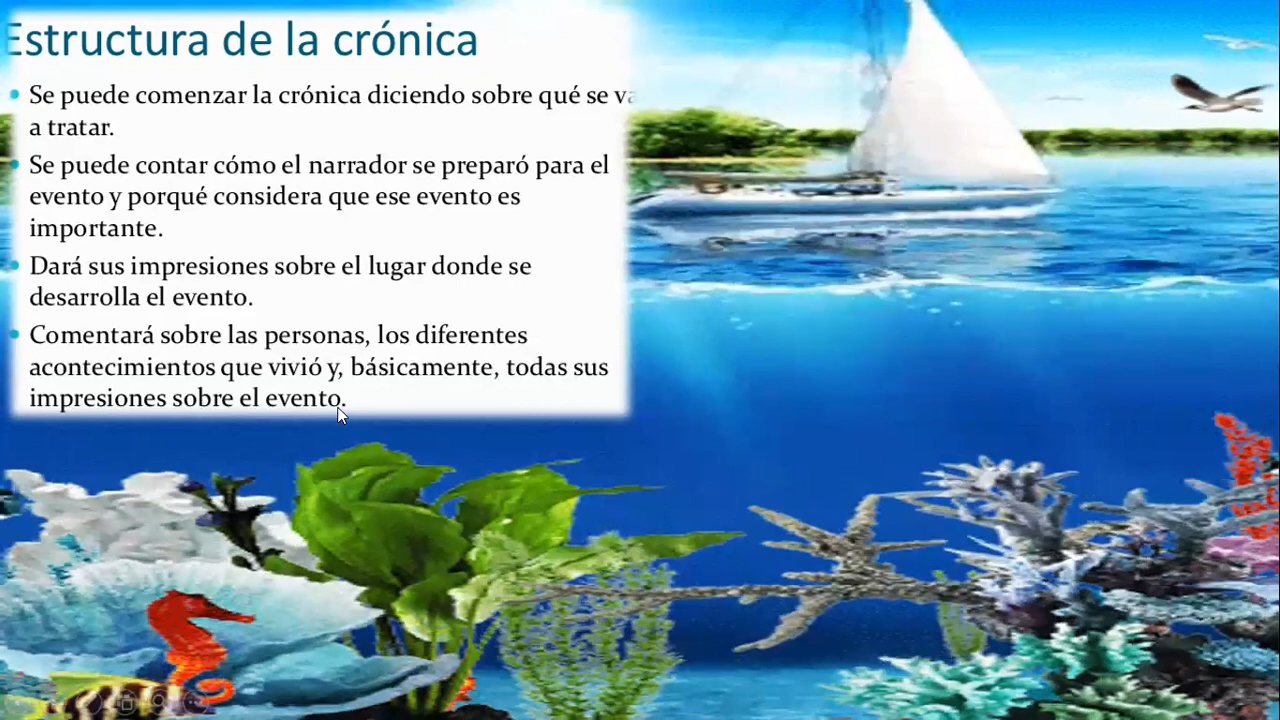 Estructura de la crónica
Se puede comenzar la crónica diciendo sobre qué se va
a tratar.
Se puede contar cómo el narrador se preparó para el
evento y porqué considera que ese evento es
importante.
Dará sus impresiones sobre el lugar donde se
desarrolla el evento.
Comentará sobre las personas, los diferentes
acontecimientos que vivió y, básicamente, todas sus
impresiones sobre el evento.